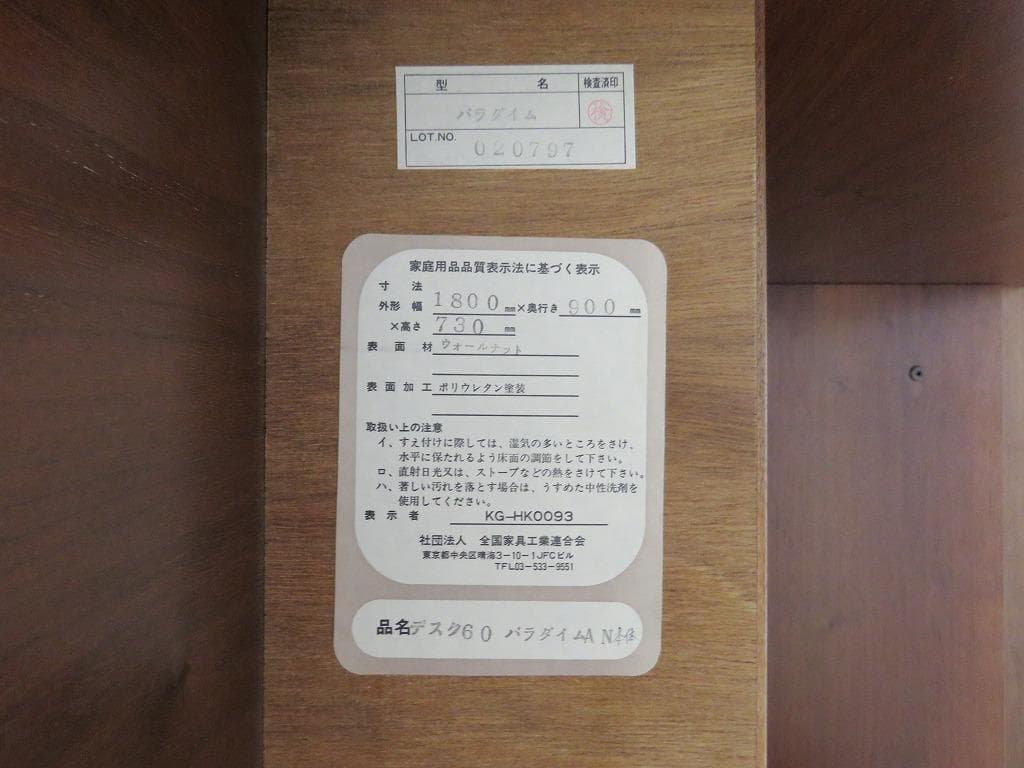 型 名 検査済印
パラダイム 検
LOT.NO. 020797
家庭用品品質表示法に基づく表示
寸 法
外形 幅 1800 mm×奥行き 900 mm
×高さ 730 mm
表 面 材 ウォールナット
表 面 加 工 ポリウレタン塗装
取扱い上の注意
イ、すえ付けに際しては、湿気の多いところをさけ、
水平に保たれるよう床面の調節をして下さい。
ロ、直射日光又は、ストーブなどの熱をさけて下さい。
ハ、著しい汚れを落とす場合は、うすめた中性洗剤を
使用してください。
表 示 者 KG-HK0093
社団法人 全国家具工業連合会
東京都中央区晴海3-10-1JFCビル
TEL03-533-9551
品名デスク60 パラダイムAN本体